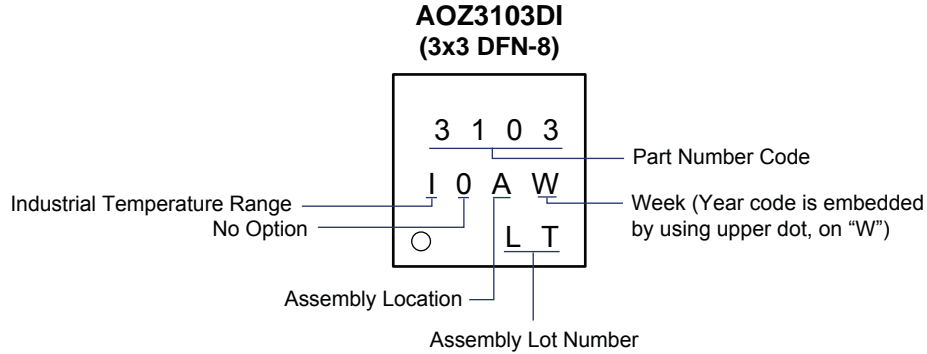 AOZ3103DI
(3x3 DFN-8)
3 1 0 3
Part Number Code
I 0 A W
Industrial Temperature Range
Week (Year code is embedded
by using upper dot, on “W”)
No Option
L T
Assembly Location
Assembly Lot Number